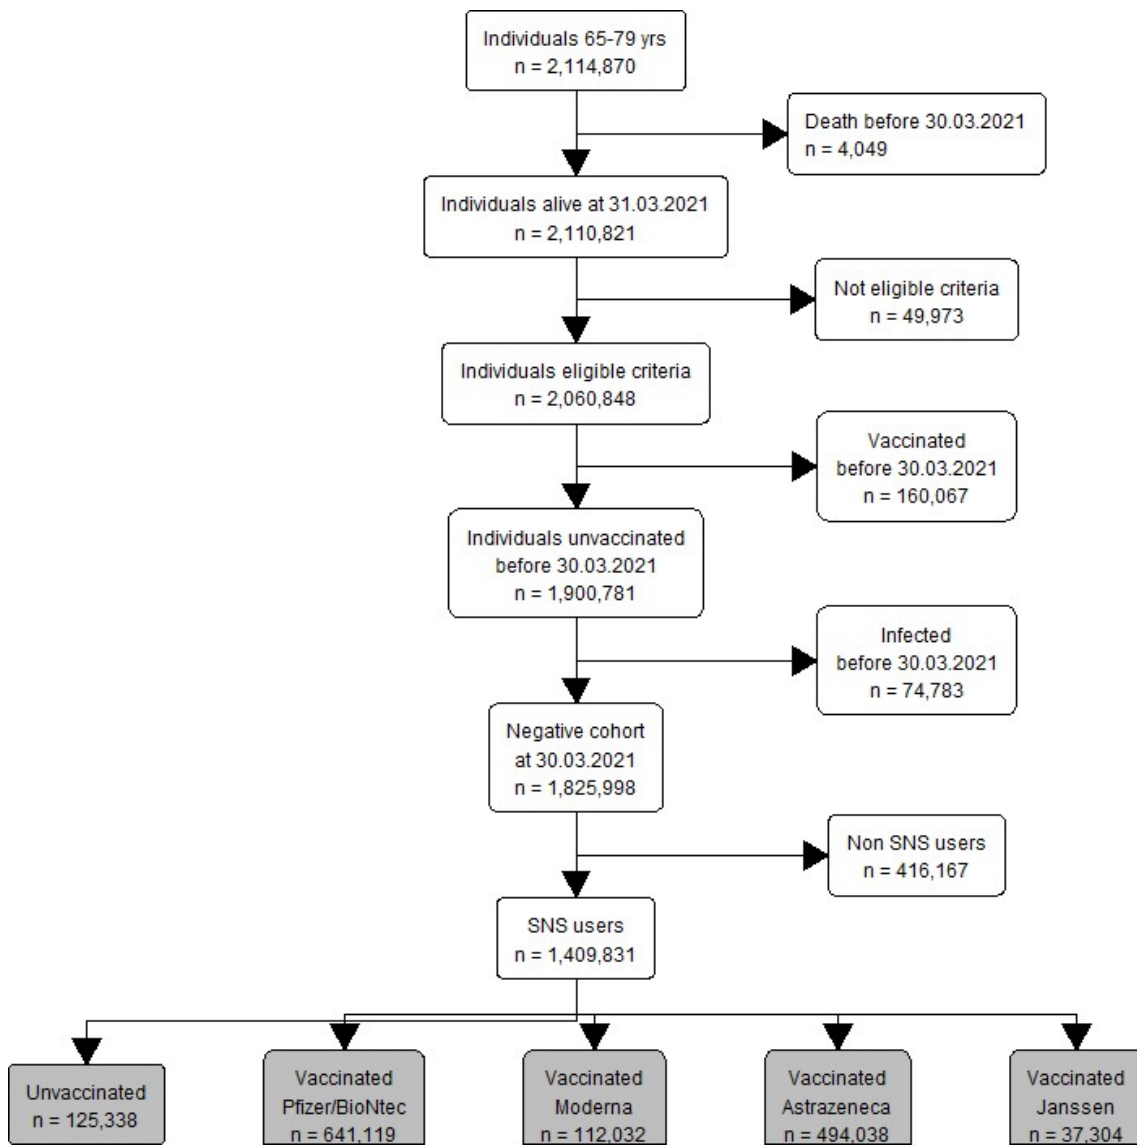 Individuals 65-79 yrs
n = 2,114,870
Death before 30.03.2021
n = 4,049
Individuals alive at 31.03.2021
n = 2,110,821
Not eligible criteria
n = 49,973
Individuals eligible criteria
n = 2,060,848
Vaccinated
before 30.03.2021
n = 160,067
Individuals unvaccinated
before 30.03.2021
n = 1,900,781
Infected
before 30.03.2021
n = 74,783
Negative cohort
at 30.03.2021
n = 1,825,998
Non SNS users
n = 416,167
SNS users
n = 1,409,831
Unvaccinated
n = 125,338
Vaccinated
Pfizer/BioNtec
n = 641,119
Vaccinated
Moderna
n = 112,032
Vaccinated
Astrazeneca
n = 494,038
Vaccinated
Janssen
n = 37,304